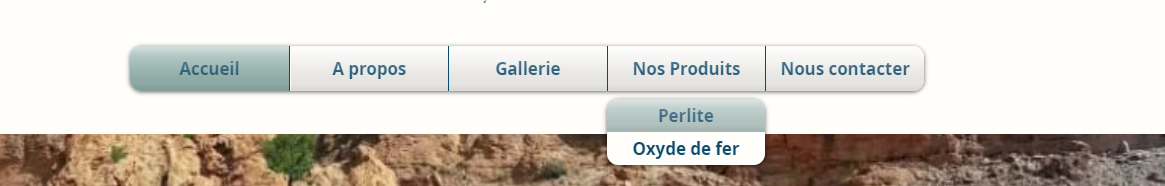 Accueil A propos Gallerie Nos Produits Nous contacter
Perlite
Oxyde de fer